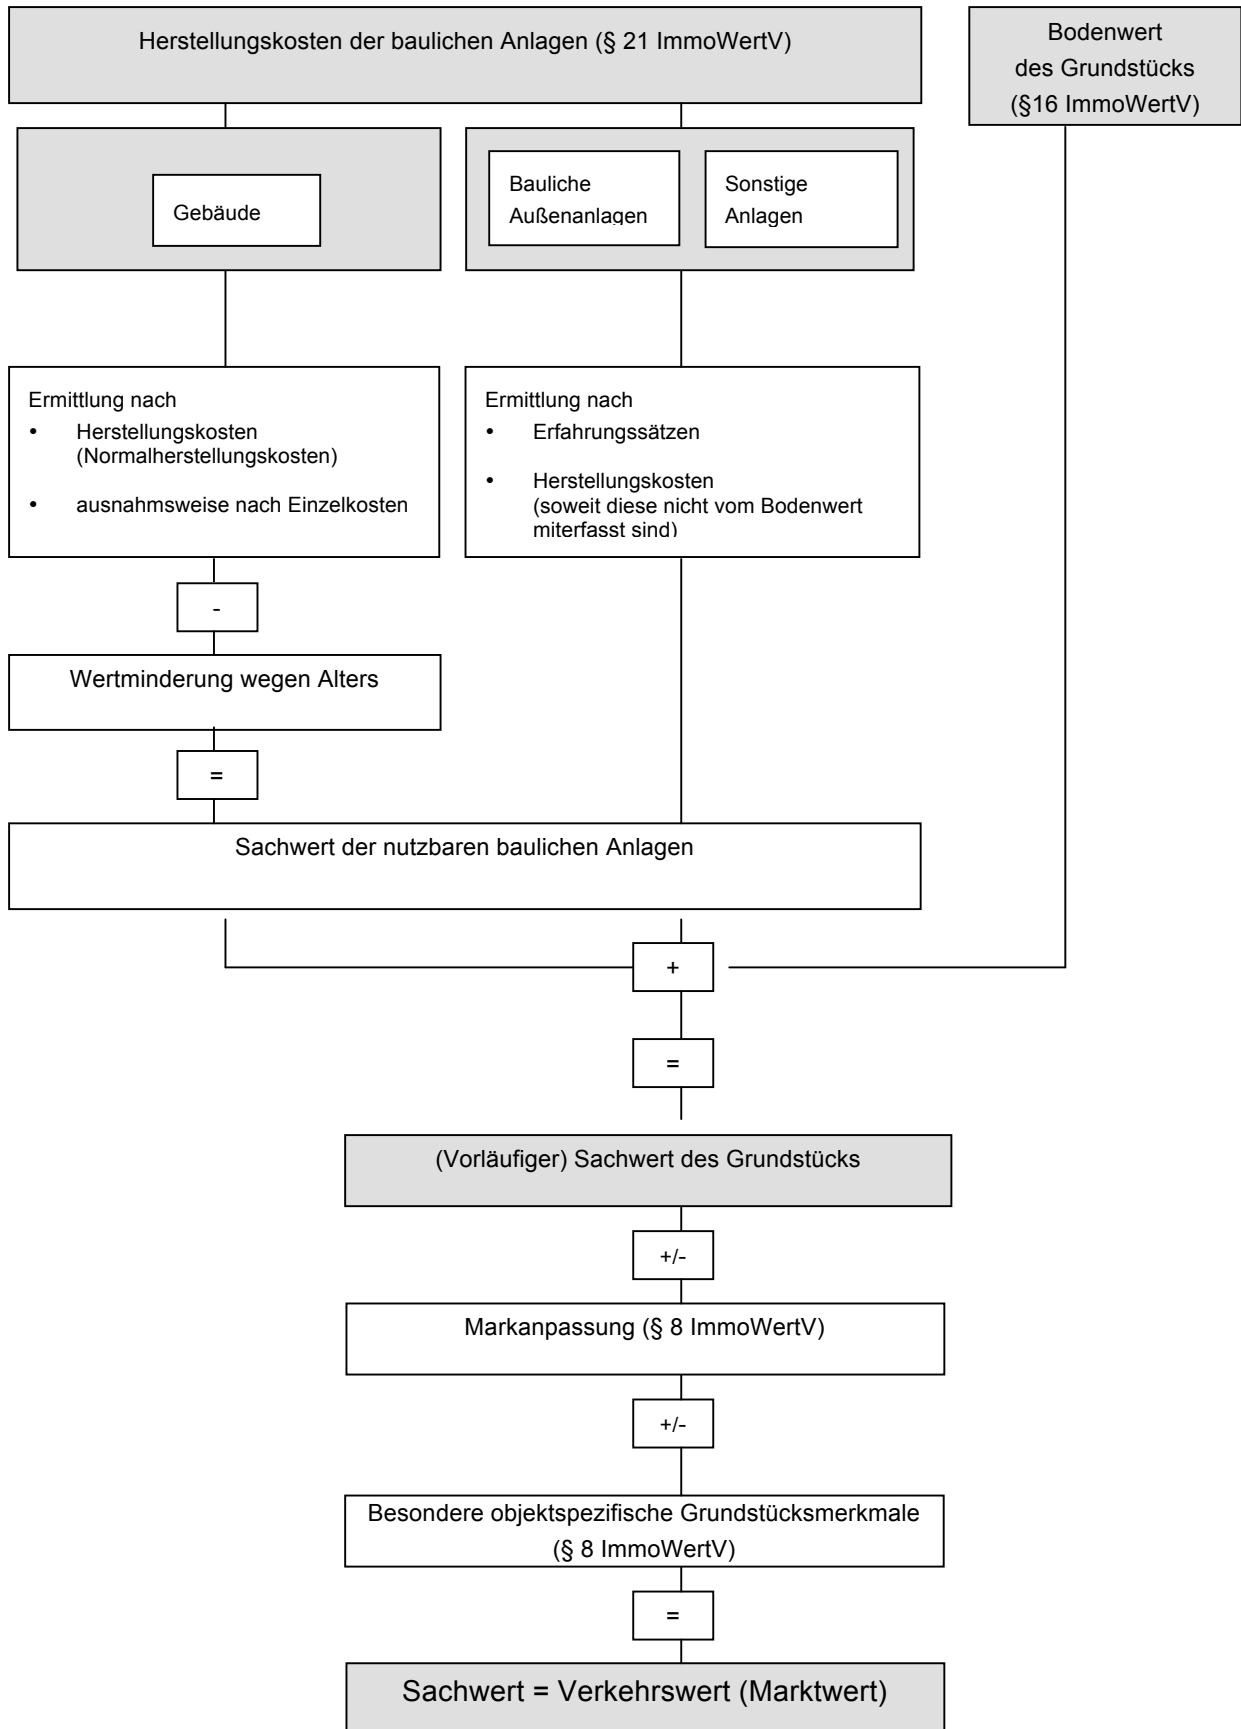 Herstellungskosten der baulichen Anlagen (§ 21 ImmoWertV)
Bodenwert
des Grundstücks
(§16 ImmoWertV)
Gebäude
Bauliche
Außenanlagen
Sonstige
Anlagen
Ermittlung nach
• Herstellungskosten
(Normalherstellungskosten)
• ausnahmsweise nach Einzelkosten
Ermittlung nach
• Erfahrungssätzen
• Herstellungskosten
(soweit diese nicht vom Bodenwert
miterfasst sind)
-
Wertminderung wegen Alters
=
Sachwert der nutzbaren baulichen Anlagen
+
=
(Vorläufiger) Sachwert des Grundstücks
+/-
Markanpassung (§ 8 ImmoWertV)
+/-
Besondere objektspezifische Grundstücksmerkmale
(§ 8 ImmoWertV)
=
Sachwert = Verkehrswert (Marktwert)